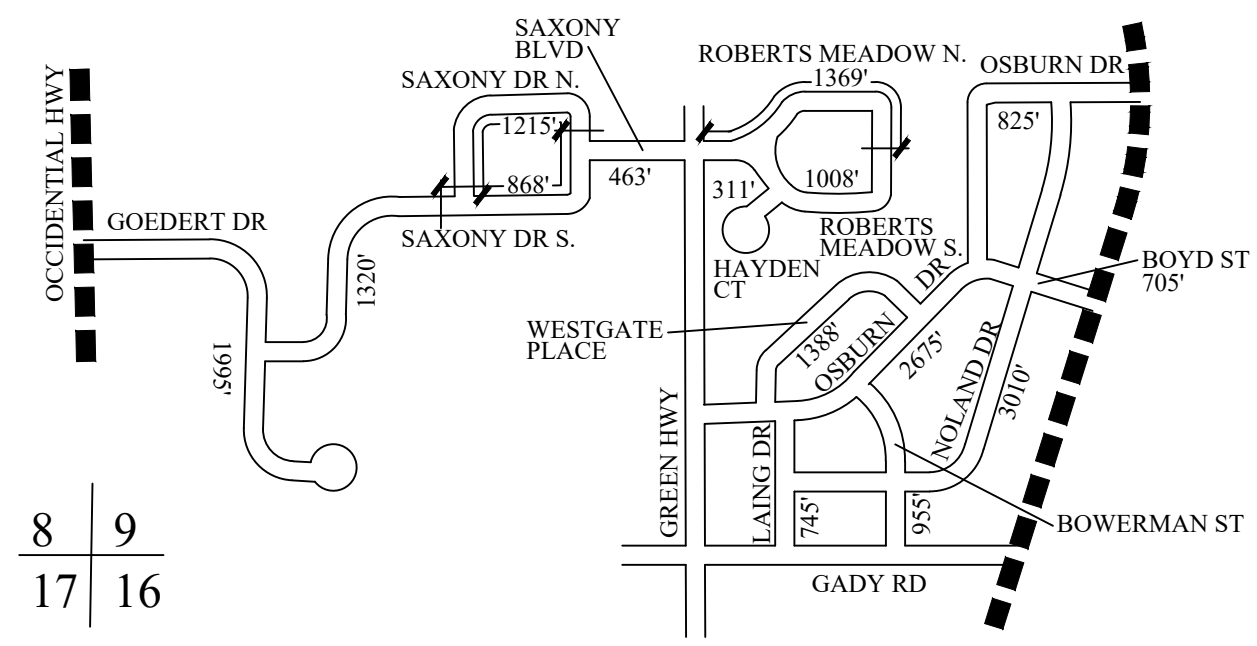 SAXONY
BLVD
ROBERTS MEADOW N.
1369'
OSBURN DR
SAXONY DR N.
1215'
825'
OCCIDENTIAL HWY
463'
868'
311'
1008'
GOEDERT DR
SAXONY DR S.
ROBERTS
MEADOW S.
HAYDEN
CT
BOYD ST
705'
1320'
WESTGATE
PLACE
1388'
OSBURN DR
2675'
NOLAND DR
3010'
1995'
GREEN HWY
LAING DR
745'
955'
BOWERMAN ST
GADY RD
8 9
17 16